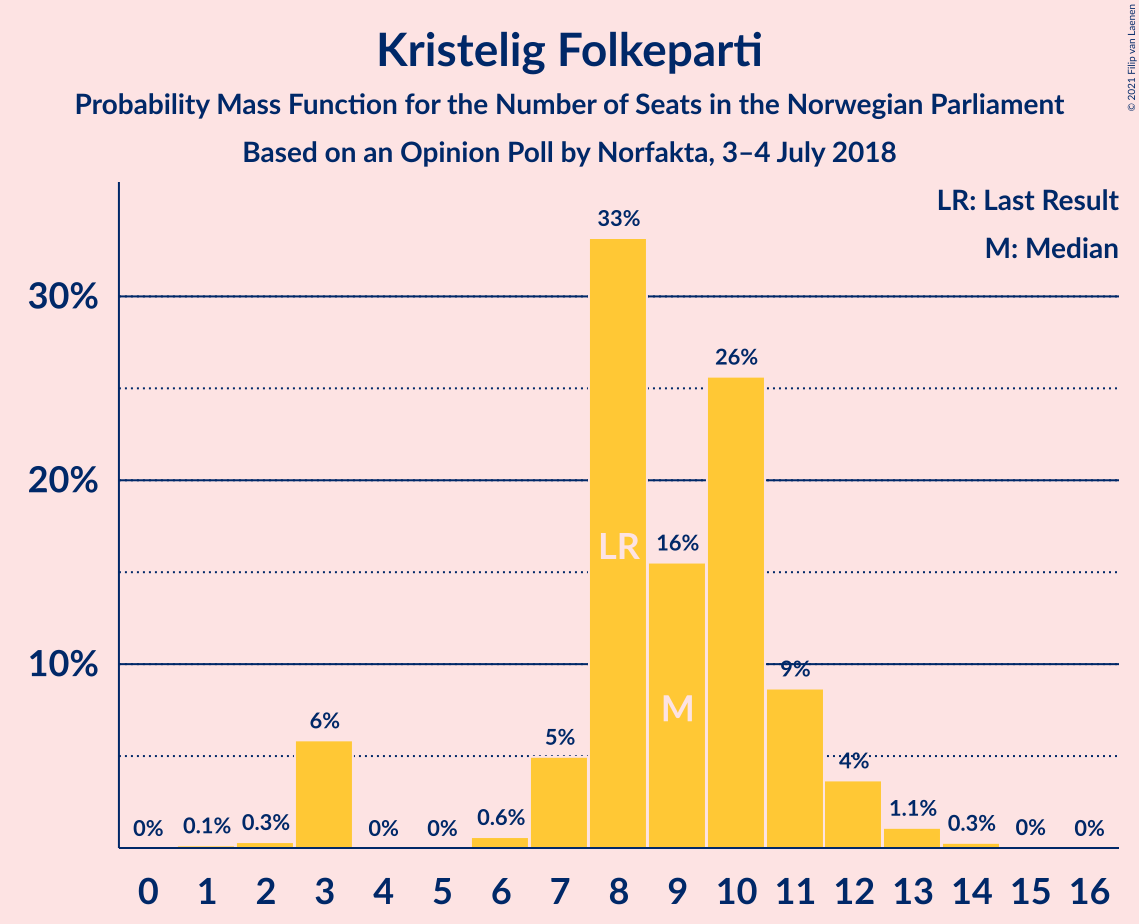 Kristelig Folkeparti
Probability Mass Function for the Number of Seats in the Norwegian Parliament
Based on an Opinion Poll by Norfakta, 3–4 July 2018
© 2021 Filip van Laenen
LR: Last Result
M: Median
30%
20%
10%
0%
0.1%
0.3%
6%
0%
0%
0.6%
5%
33%
16%
26%
9%
4%
1.1%
0.3%
0%
0%
LR
M
0 1 2 3 4 5 6 7 8 9 10 11 12 13 14 15 16